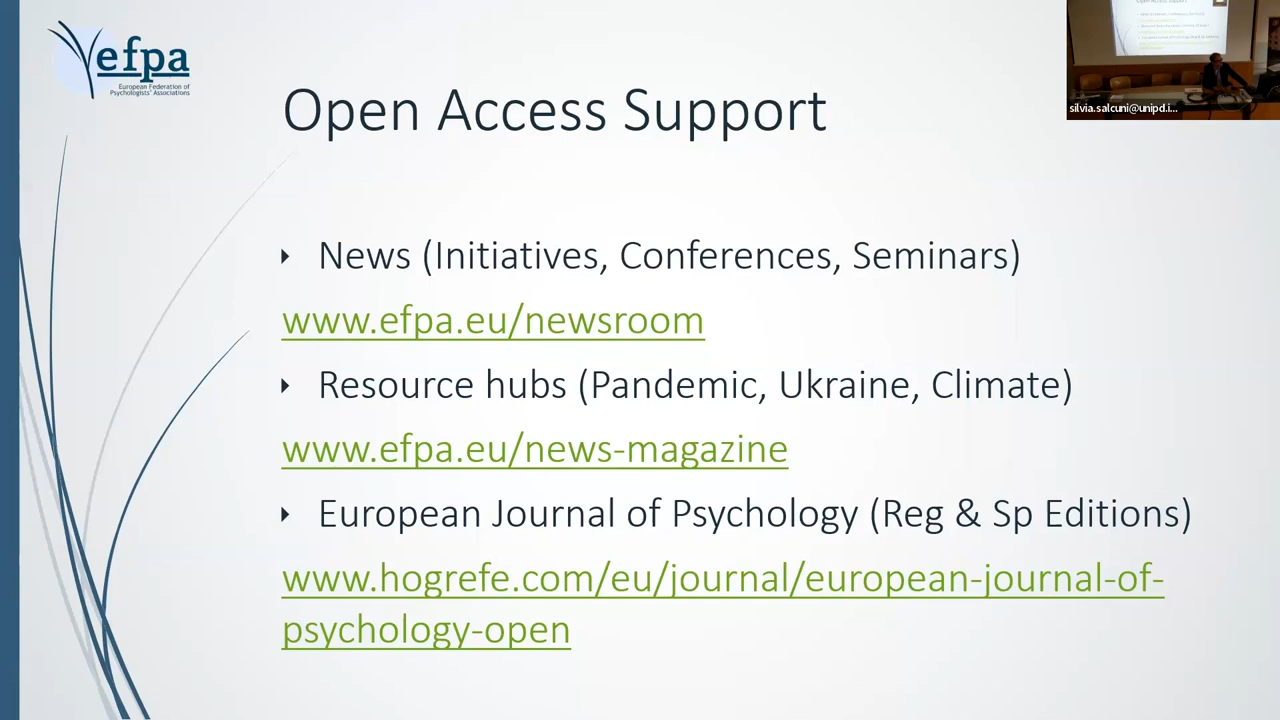 efpa
European Federation of
Psychologists' Associations
Open Access Support
silvia.salcuni@unipd.i...
News (Initiatives, Conferences, Seminars)
www.efpa.eu/newsroom
Resource hubs (Pandemic, Ukraine, Climate)
www.efpa.eu/news-magazine
European Journal of Psychology (Reg & Sp Editions)
www.hogrefe.com/eu/journal/european-journal-of-
psychology-open